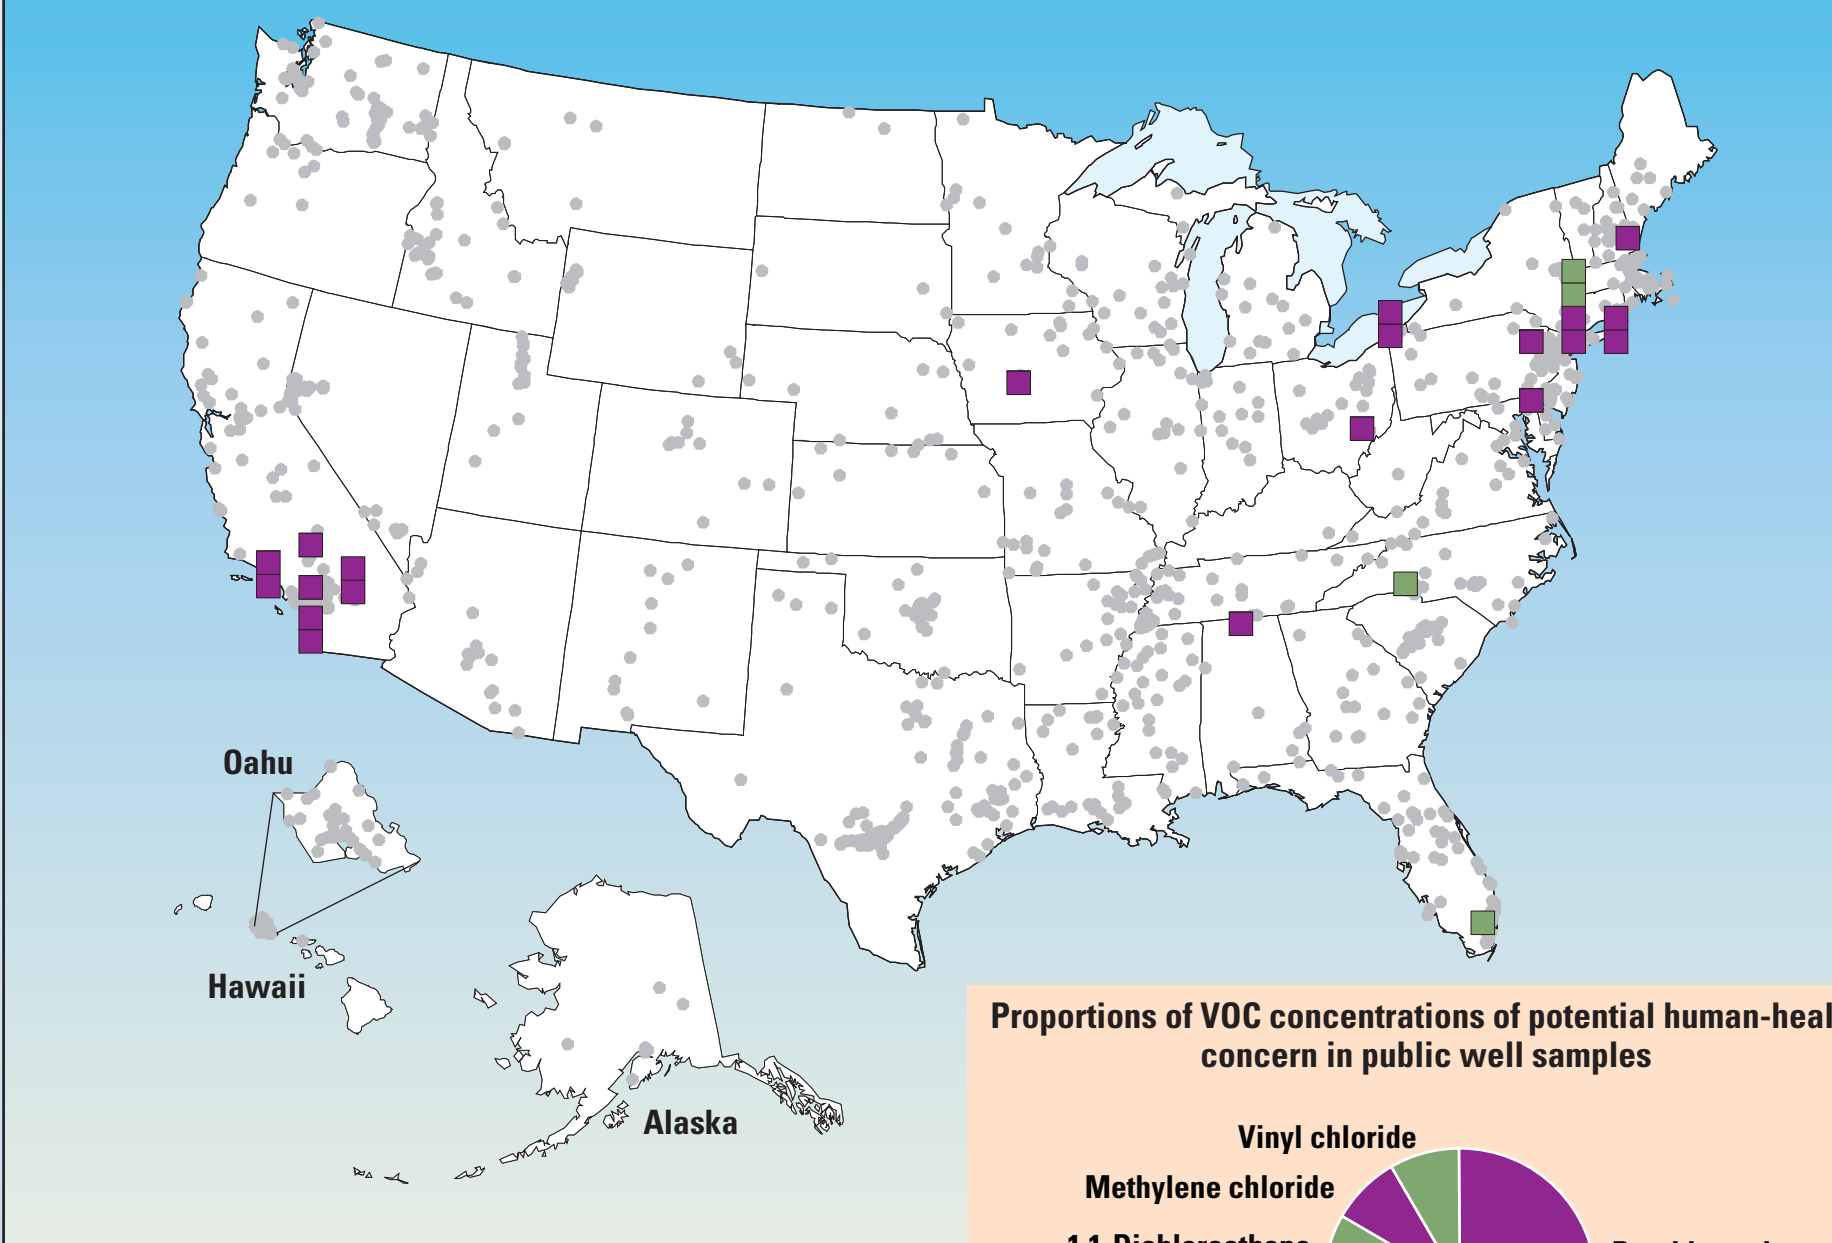 Oahu
Hawaii
Alaska
Proportions of VOC concentrations of potential human-heal
concern in public well samples
Vinyl chloride
Methylene chloride